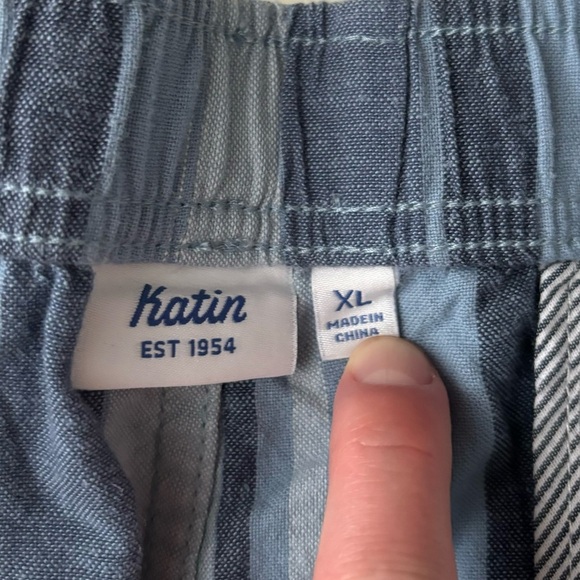 Katin
EST 1954
XL
MADE IN
CHINA